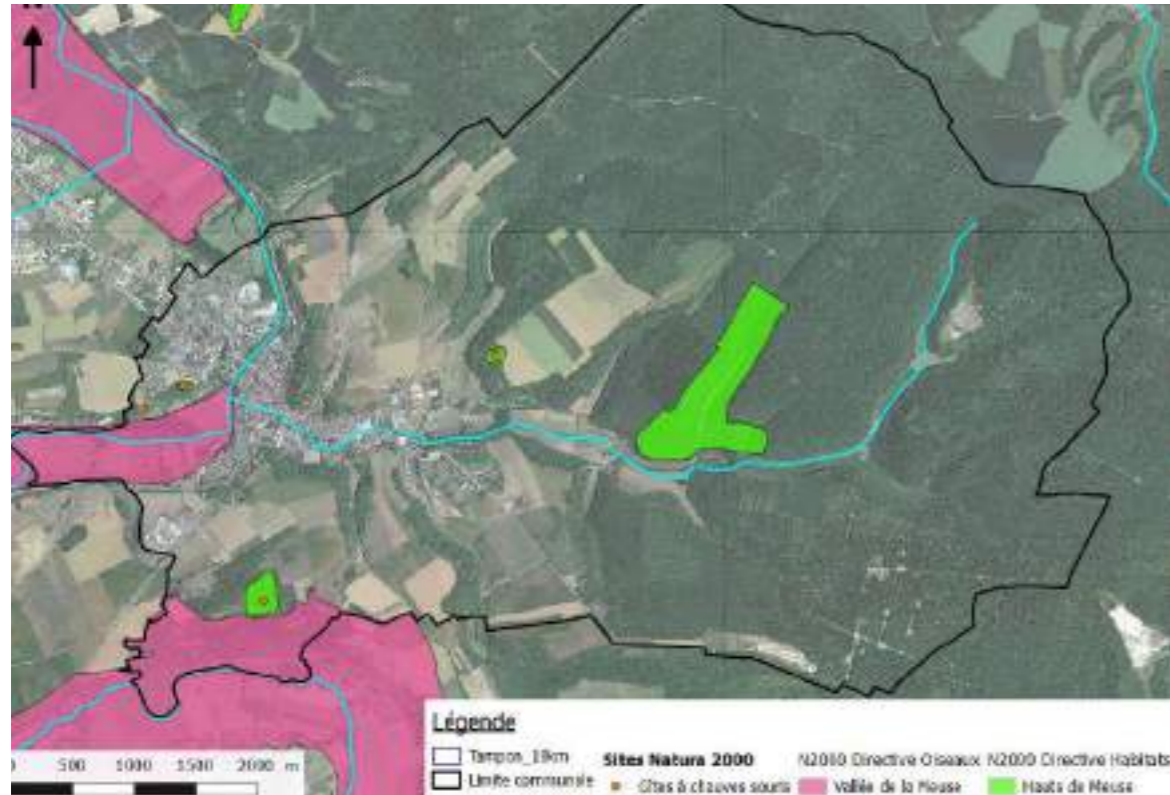 Légende
Tampon_10km
Limite communale
Sites Natura 2000
Gîtes à chauves souris
N2000 Directive Oiseaux
Vallée de la Meuse
N2000 Directive Habitats
Hauts de Meuse
500 1000 1500 2000 m